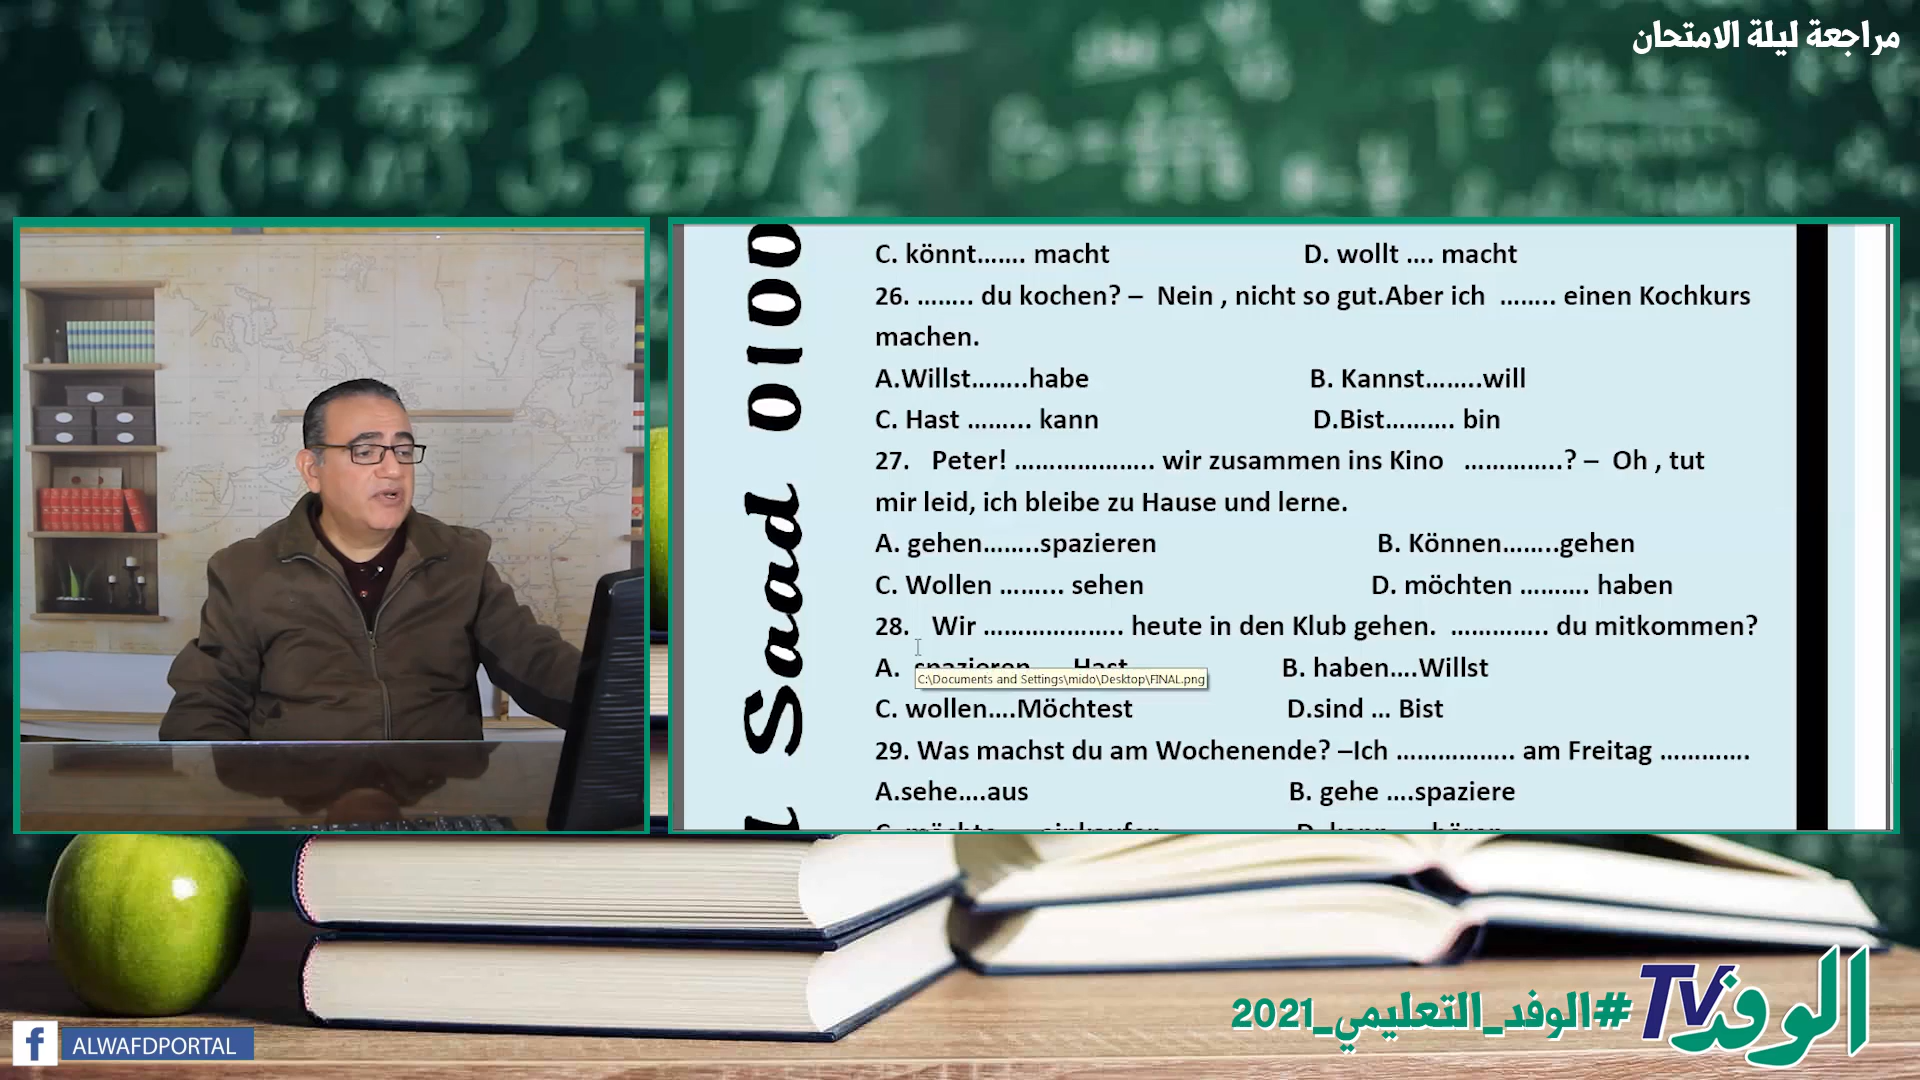 مراجعة ليلة الامتحان
C. könnt....... macht
D. wollt .... macht
26. ........ du kochen? – Nein , nicht so gut.Aber ich ........ einen Kochkurs
machen.
A.Willst........habe
B. Kannst........will
C. Hast ......... kann
D.Bist.......... bin
27. Peter! .................... wir zusammen ins Kino ..............? – Oh , tut
mir leid, ich bleibe zu Hause und lerne.
A. gehen........spazieren
B. Können........gehen
C. Wollen ......... sehen
D. möchten .......... haben
28. Wir .................... heute in den Klub gehen. .............. du mitkommen?
A. spazieren Hast
C:\Documents and Settings\mido\Desktop\FINAL.png
B. haben....Willst
C. wollen....Möchtest
D.sind ... Bist
29. Was machst du am Wochenende? –Ich ................. am Freitag .............
A.sehe....aus
B. gehe ....spaziere
Saad 0100
#الوفد_التعليمي_2021
الوفد TV
f ALWAFDPORTAL